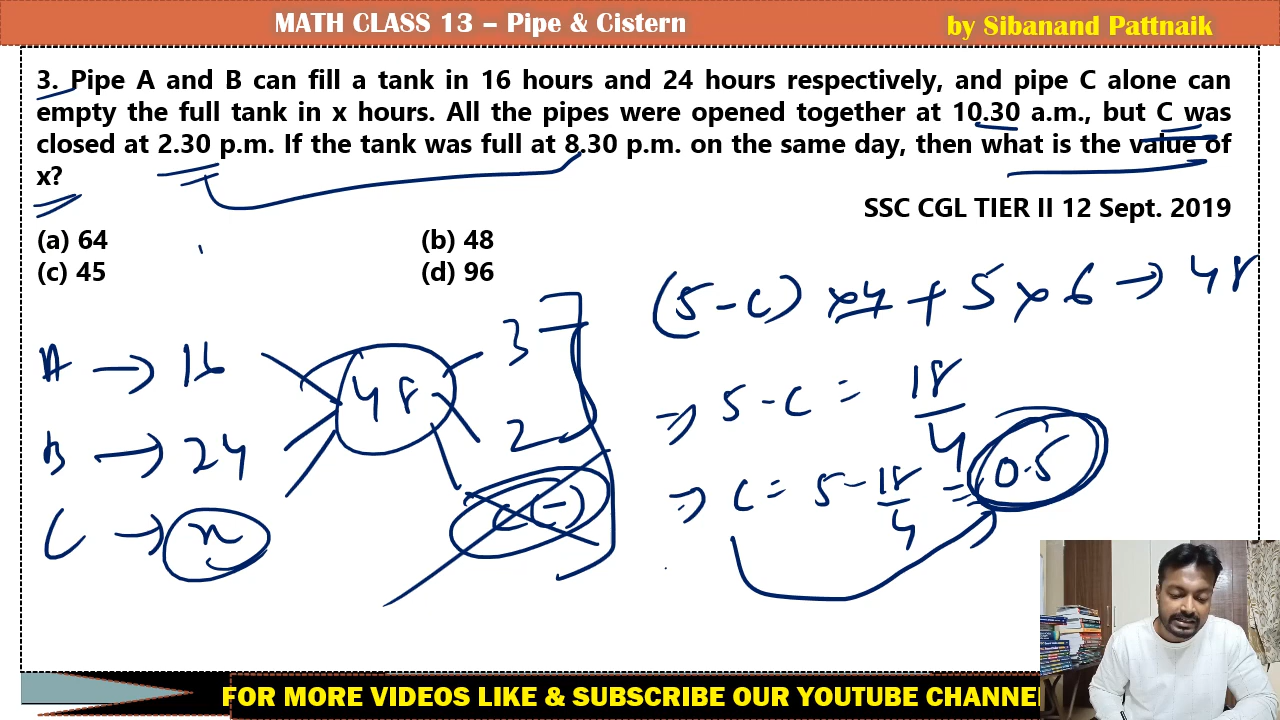 MATH CLASS 13 – Pipe & Cistern
by Sibanand Pattnaik
3. Pipe A and B can fill a tank in 16 hours and 24 hours respectively, and pipe C alone can
empty the full tank in x hours. All the pipes were opened together at 10.30 a.m., but C was
closed at 2.30 p.m. If the tank was full at 8.30 p.m. on the same day, then what is the value of
x?
SSC CGL TIER II 12 Sept. 2019
(a) 64 (b) 48
(c) 45 (d) 96
(5-C) ×4 + 5 × 6 → 48
A → 16 48 3
⇒ 5 - C = 18/4
B → 24 2
⇒ C = 5 - 18/4 = 0.5
C → x C(-)
FOR MORE VIDEOS LIKE & SUBSCRIBE OUR YOUTUBE CHANNE